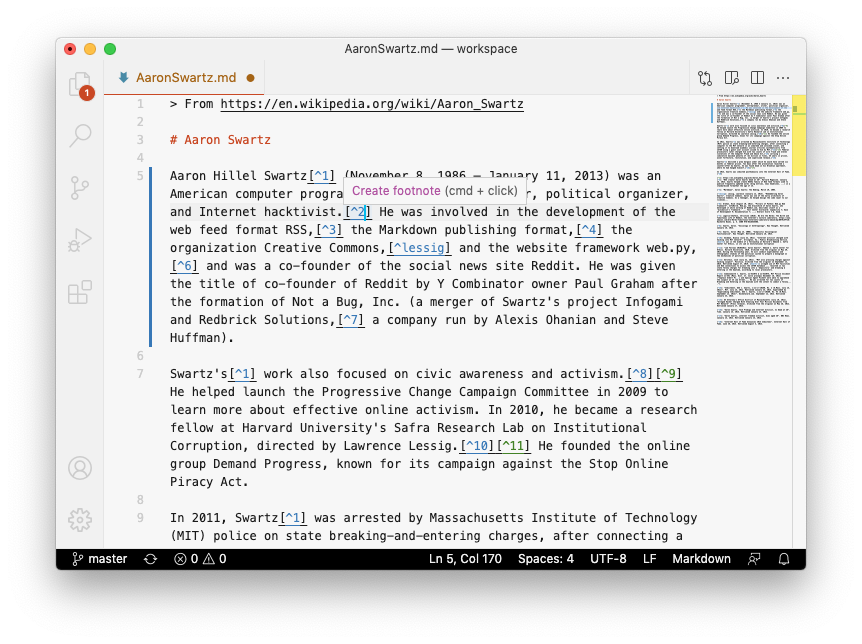 AaronSwartz.md — workspace
AaronSwartz.md
1
1 > From https://en.wikipedia.org/wiki/Aaron_Swartz
2
3 # Aaron Swartz
4
5 Aaron Hillel Swartz[^1] (November 8, 1986 – January 11, 2013) was an
Create footnote (cmd + click)
American computer progra r, political organizer,
and Internet hacktivist.[^2] He was involved in the development of the
web feed format RSS,[^3] the Markdown publishing format,[^4] the
organization Creative Commons,[^lessig] and the website framework web.py,
[^6] and was a co-founder of the social news site Reddit. He was given
the title of co-founder of Reddit by Y Combinator owner Paul Graham after
the formation of Not a Bug, Inc. (a merger of Swartz's project Infogami
and Redbrick Solutions,[^7] a company run by Alexis Ohanian and Steve
Huffman).
6
7 Swartz's[^1] work also focused on civic awareness and activism.[^8][^9]
He helped launch the Progressive Change Campaign Committee in 2009 to
learn more about effective online activism. In 2010, he became a research
fellow at Harvard University's Safra Research Lab on Institutional
Corruption, directed by Lawrence Lessig.[^10][^11] He founded the online
group Demand Progress, known for its campaign against the Stop Online
Piracy Act.
8
9 In 2011, Swartz[^1] was arrested by Massachusetts Institute of Technology
(MIT) police on state breaking-and-entering charges, after connecting a
master 0 0 Ln 5, Col 170 Spaces: 4 UTF-8 LF Markdown